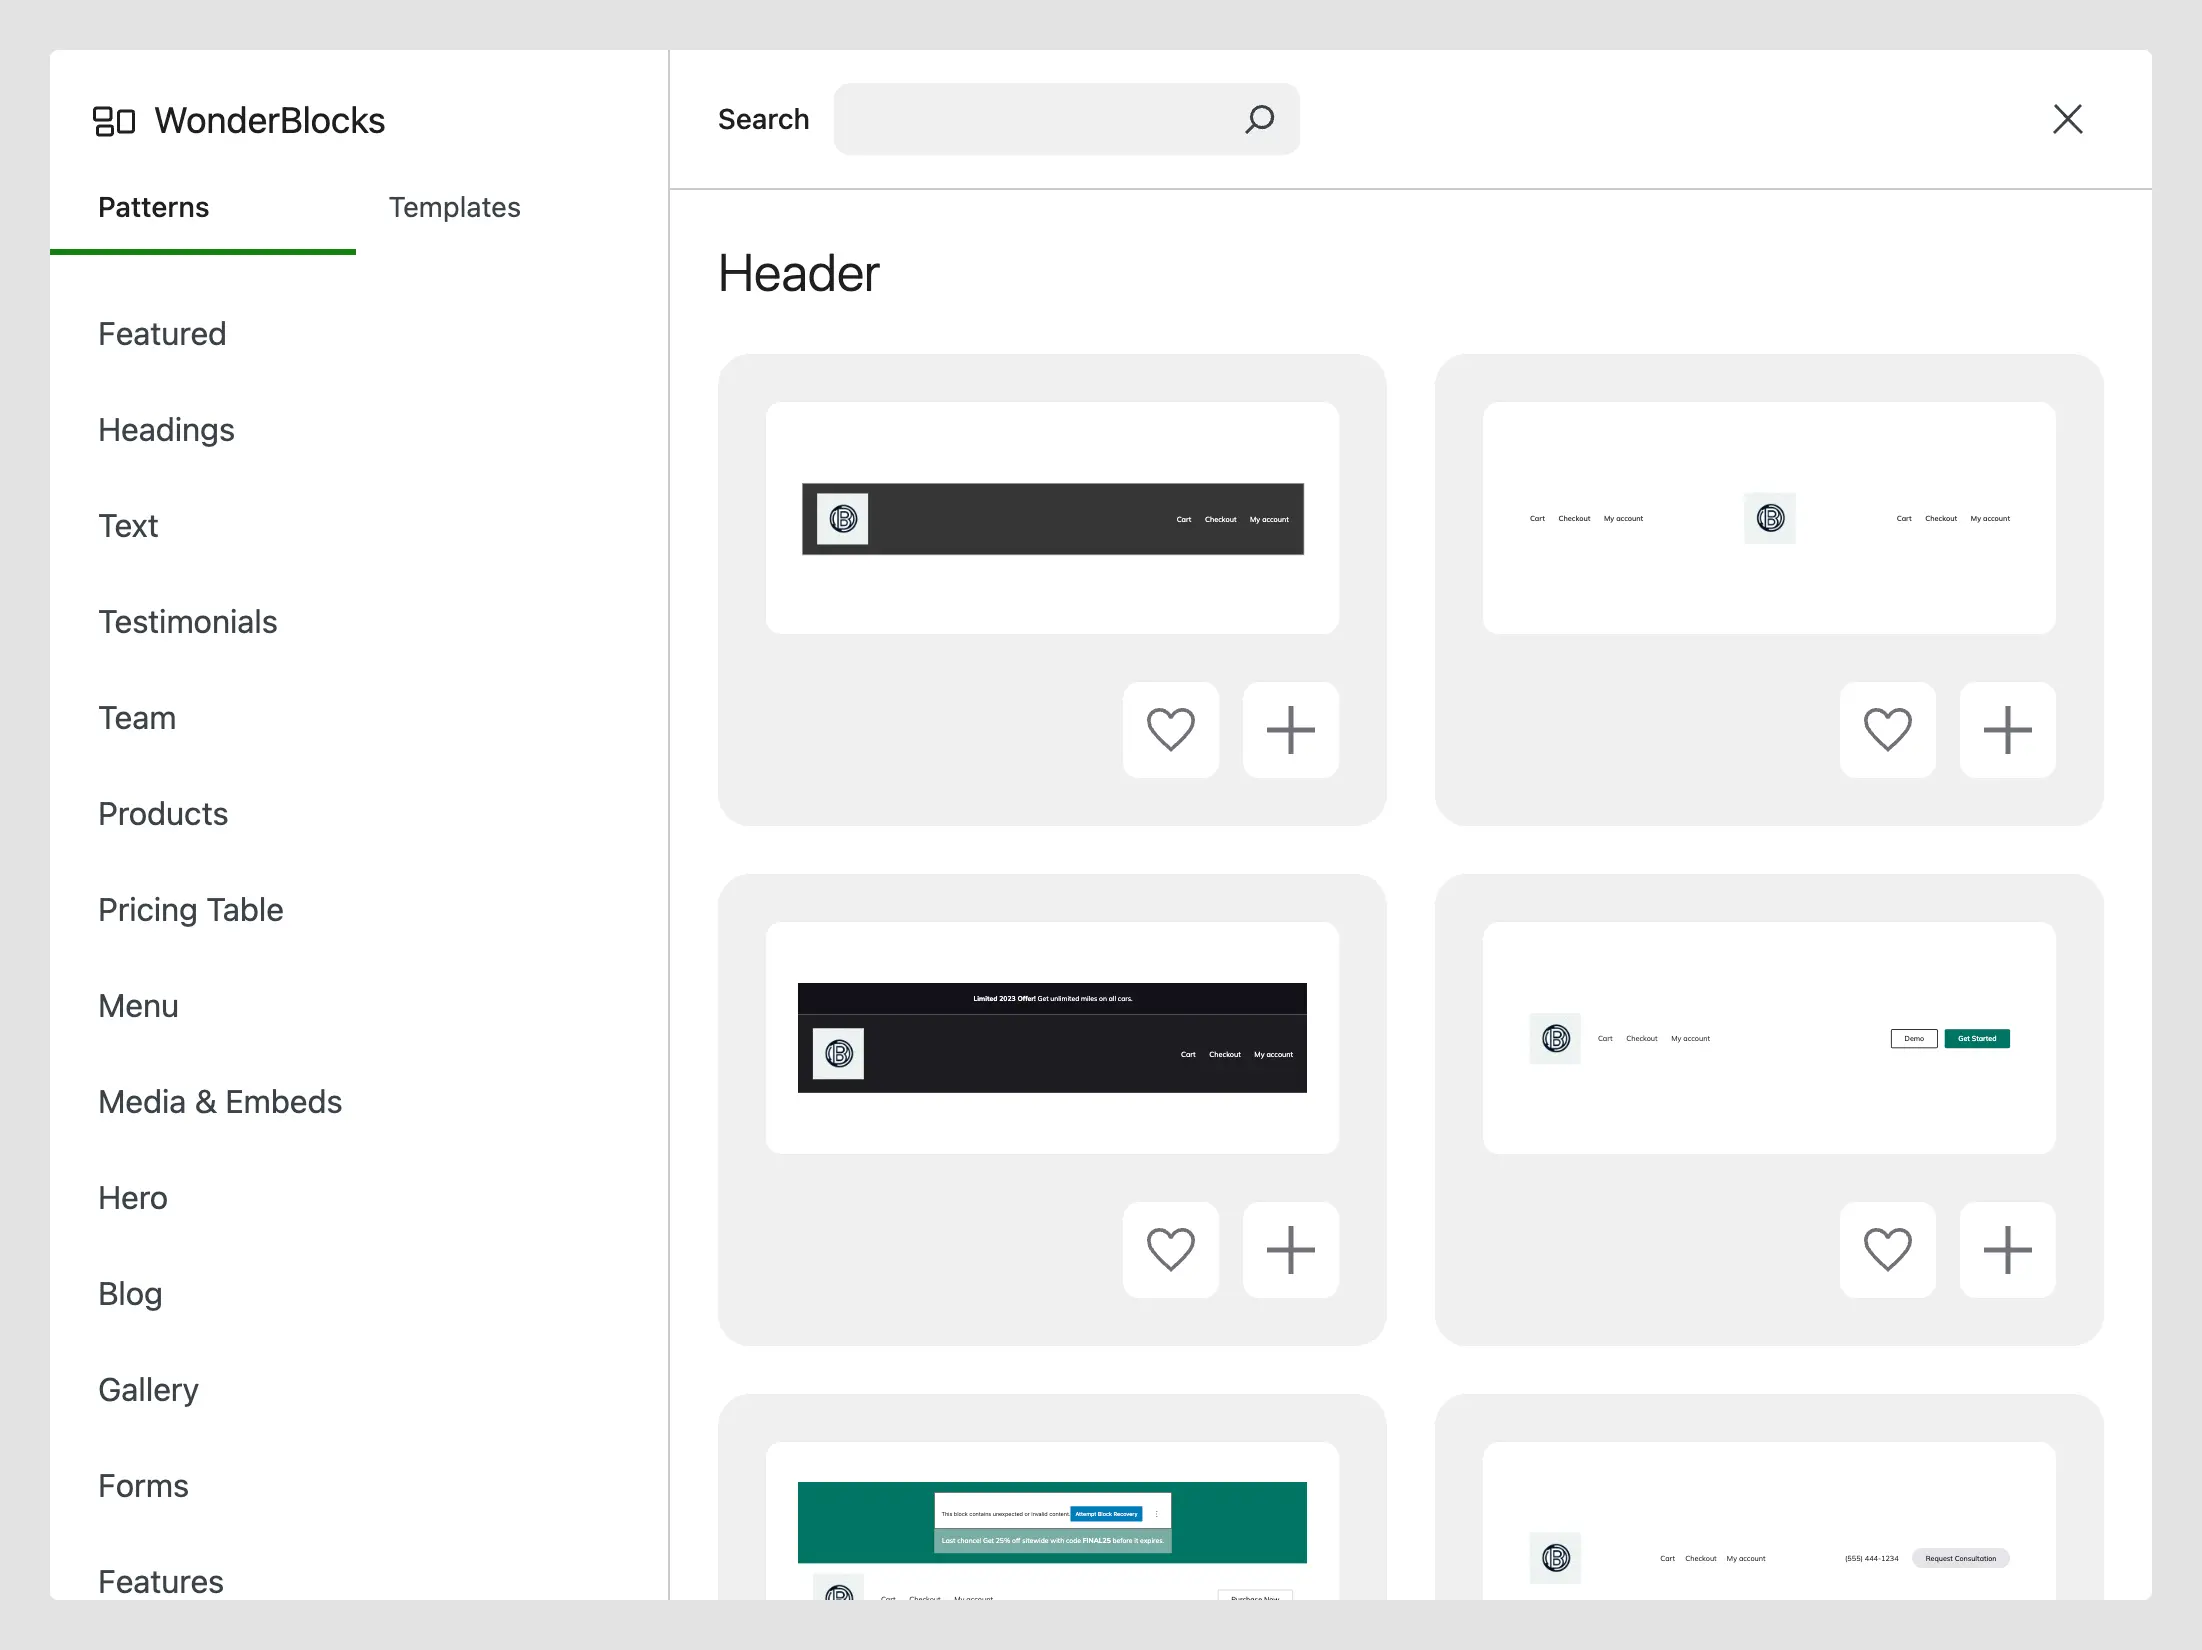 WonderBlocks
Patterns Templates
Featured
Headings
Text
Testimonials
Team
Products
Pricing Table
Menu
Media & Embeds
Hero
Blog
Gallery
Forms
Features
Search
Header
Cart Checkout My account
Cart Checkout My account
Cart Checkout My account
Limited 2023 Offer! Get unlimited miles on all cars.
Cart Checkout My account
Cart Checkout My account
Demo Get Started
This block contains unexpected or invalid content. Attempt Block Recovery
Last chance! Get 25% off sitewide with code FINAL25 before it expires.
Cart Checkout My account
Purchase Now
Cart Checkout My account
(555) 444-1234 Request Consultation